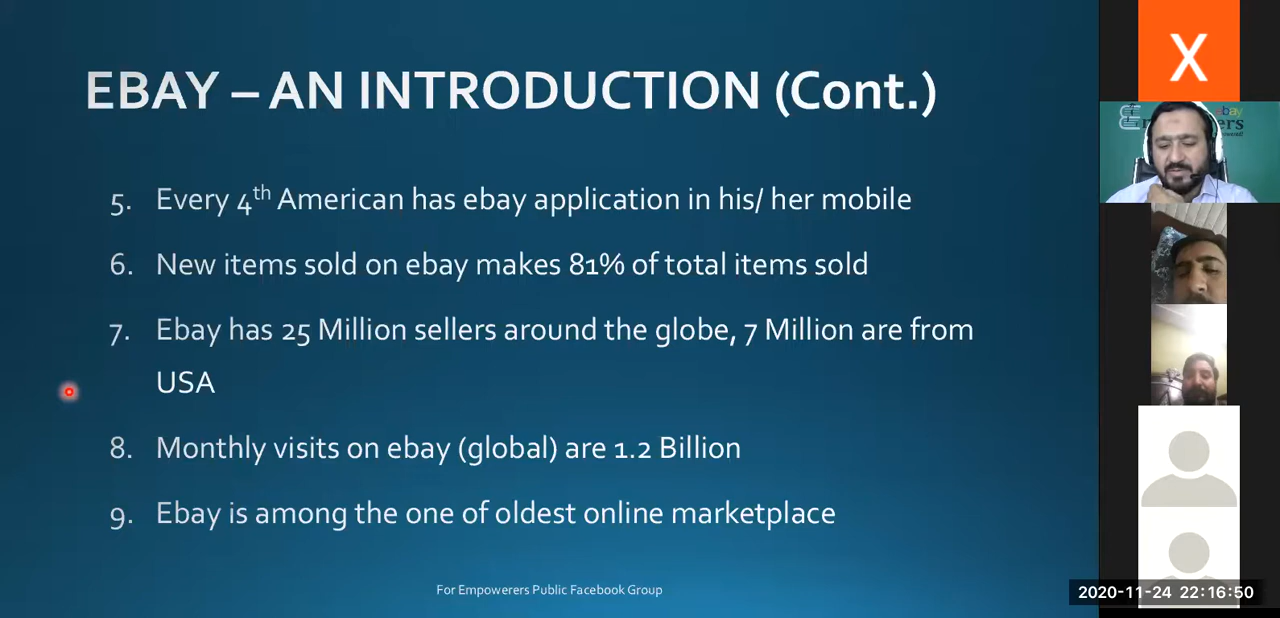 EBAY – AN INTRODUCTION (Cont.)
5. Every 4th American has ebay application in his/ her mobile
6. New items sold on ebay makes 81% of total items sold
7. Ebay has 25 Million sellers around the globe, 7 Million are from
USA
8. Monthly visits on ebay (global) are 1.2 Billion
9. Ebay is among the one of oldest online marketplace
For Empowerers Public Facebook Group
X
ebay
2020-11-24 22:16:50